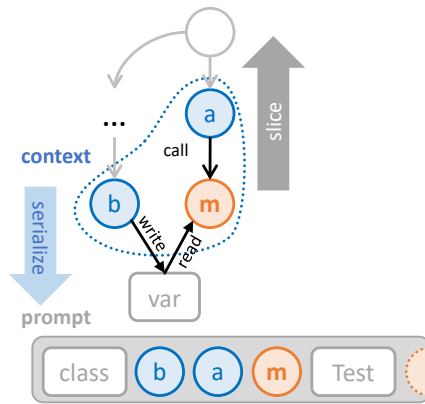 a
...
slice
call
context
b
m
serialize
write
read
var
prompt
class b a m Test